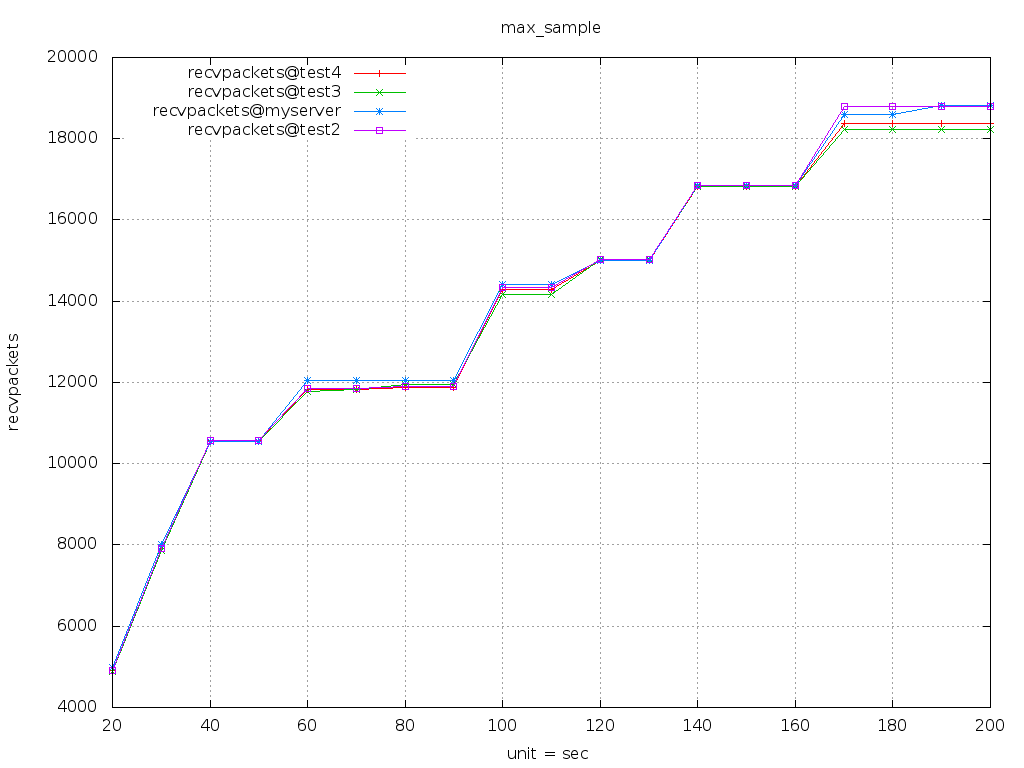 max_sample
20000
18000
16000
14000
12000
10000
8000
6000
4000
recvpackets@test4
recvpackets@test3
recvpackets@myserver
recvpackets@test2
recvpackets
20 40 60 80 100 120 140 160 180 200
unit = sec